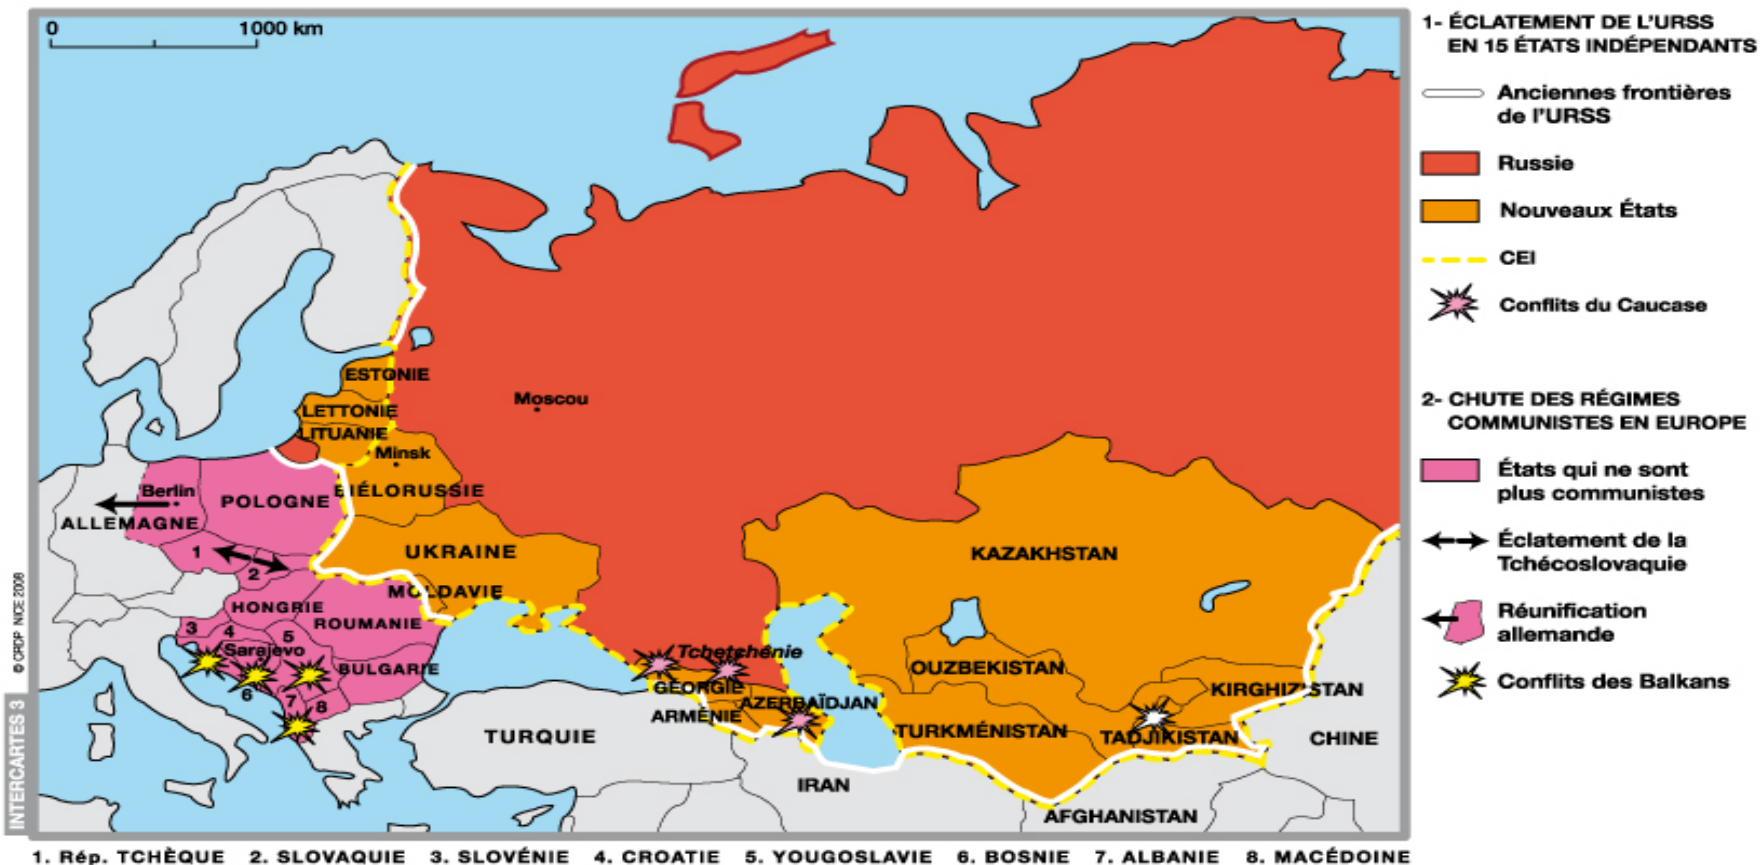 0 1000 km
ESTONIE
LETTONIE
LITUANIE
Moscou
Minsk
BIÉLORUSSIE
Berlin
POLOGNE
ALLEMAGNE
1
2
UKRAINE
KAZAKHSTAN
MOLDAVIE
HONGRIE
ROUMANIE
3
4
5
Sarajevo
BULGARIE
6
7
8
Tchetchénie
GÉORGIE
AZERBAÏDJAN
ARMÉNIE
OUZBEKISTAN
KIRGHIZISTAN
TURKMÉNISTAN
TADJIKISTAN
TURQUIE
IRAN
CHINE
AFGHANISTAN
© CRDP NICE 2008
INTERCARTES 3
1- ÉCLATEMENT DE L'URSS
EN 15 ÉTATS INDÉPENDANTS
Anciennes frontières
de l'URSS
Russie
Nouveaux États
CEI
Conflits du Caucase
2- CHUTE DES RÉGIMES
COMMUNISTES EN EUROPE
États qui ne sont
plus communistes
Éclatement de la
Tchécoslovaquie
Réunification
allemande
Conflits des Balkans
1. Rép. TCHÈQUE 2. SLOVAQUIE 3. SLOVÉNIE 4. CROATIE 5. YOUGOSLAVIE 6. BOSNIE 7. ALBANIE 8. MACÉDOINE